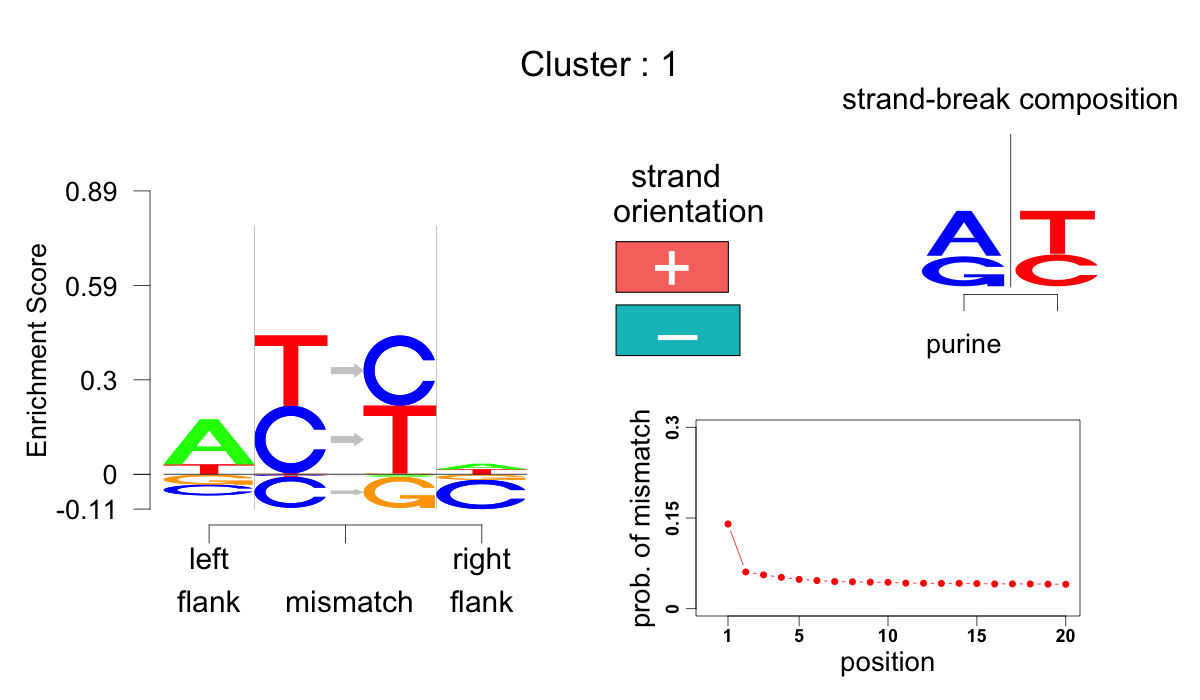 Cluster : 1
strand-break composition
A T
G C
purine
strand
orientation
+
−
Enrichment Score
0.89
0.59
0.3
0
-0.11
A T → C A
T C → T T
G C → G G
C C
left
flank
mismatch
right
flank
prob. of mismatch
0.3
0.15
0
1 5 10 15 20
position